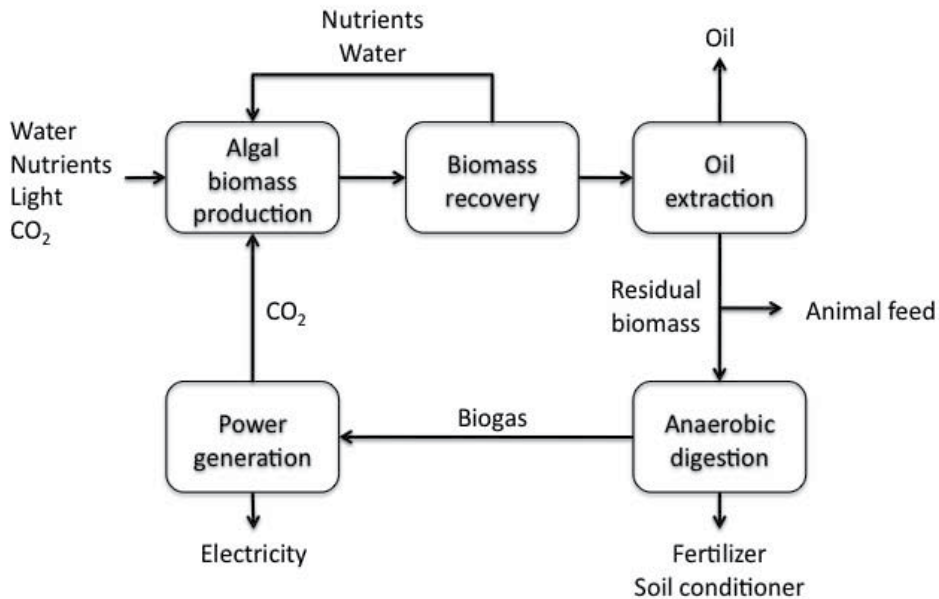 Nutrients
Water
Oil
Water
Nutrients
Light
CO₂
Algal
biomass
production
Biomass
recovery
Oil
extraction
CO₂
Residual
biomass
Animal feed
Power
generation
Biogas
Anaerobic
digestion
Electricity
Fertilizer
Soil conditioner